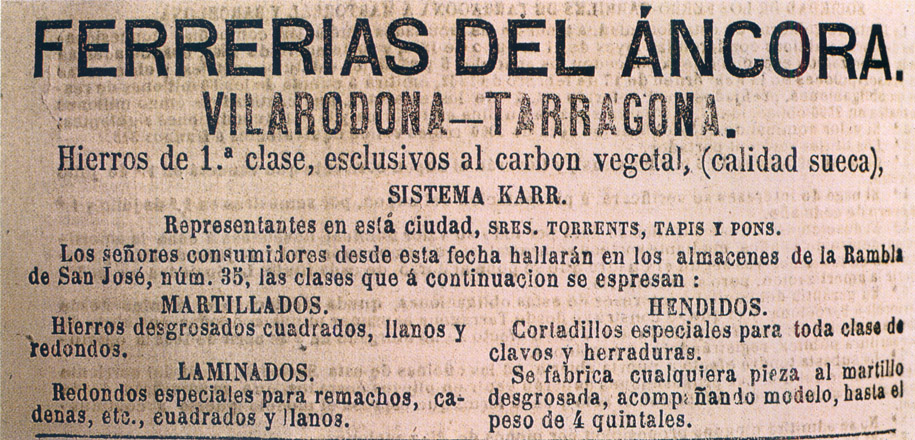 FERRERIAS DEL ÁNCORA.
VILARODONA—TARRAGONA.
Hierros de 1.ª clase, esclusivos al carbon vegetal, (calidad sueca),
SISTEMA KARR.
Representantes en está ciudad, SRES. TORRENTS, TAPIS Y PONS.
Los señores consumidores desde esta fecha hallarán en los almacenes de la Rambla
de San José, núm. 35, las clases que á continuacion se espresan :
MARTILLADOS.
Hierros desgrosados cuadrados, llanos y
redondos.
LAMINADOS.
Redondos especiales para remachos, ca-
denas, etc., cuadrados y llanos.
HENDIDOS.
Cortadillos especiales para toda clase de
clavos y herraduras.
Se fabrica cualquiera pieza al martillo
desgrosada, acompañando modelo, hasta el
peso de 4 quintales.